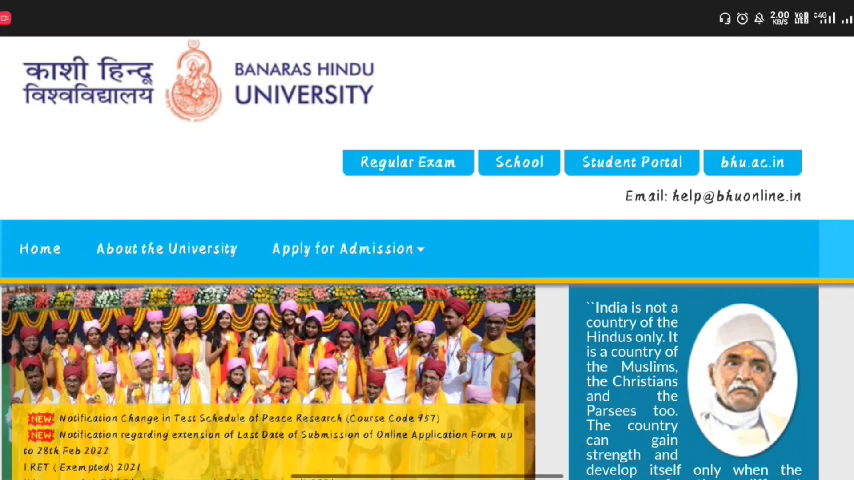 2.00
KB/S
4G
काशी हिन्दू
विश्वविद्यालय
BANARAS HINDU
UNIVERSITY
Regular Exam
School
Student Portal
bhu.ac.in
Email: help@bhuonline.in
Home
About the University
Apply for Admission
NEW Notification Change in Test Schedule of Peace Research (Course Code 957)
NEW Notification regarding extension of Last Date of Submission of Online Application Form up
to 28th Feb 2022
I RET ( Exempted) 2021
``India is not a
country of the
Hindus only. It
is a country of
the Muslims,
the Christians
and the
Parsees too.
The country
can gain
strength and
develop itself only when the